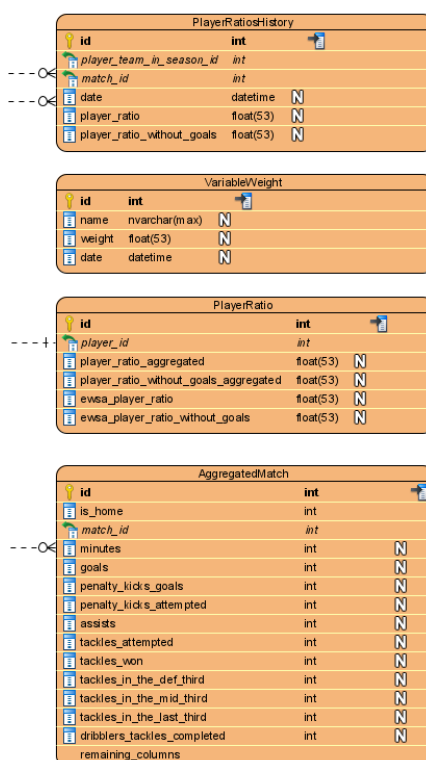 PlayerRatiosHistory
id int
player_team_in_season_id int
match_id int
date datetime N
player_ratio float(53) N
player_ratio_without_goals float(53) N
VariableWeight
id int
name nvarchar(max) N
weight float(53) N
date datetime N
PlayerRatio
id int
player_id int
player_ratio_aggregated float(53) N
player_ratio_without_goals_aggregated float(53) N
ewsa_player_ratio float(53) N
ewsa_player_ratio_without_goals float(53) N
AggregatedMatch
id int
is_home int
match_id int
minutes int N
goals int N
penalty_kicks_goals int N
penalty_kicks_attempted int N
assists int N
tackles_attempted int N
tackles_won int N
tackles_in_the_def_third int N
tackles_in_the_mid_third int N
tackles_in_the_last_third int N
dribblers_tackles_completed int N
remaining_columns